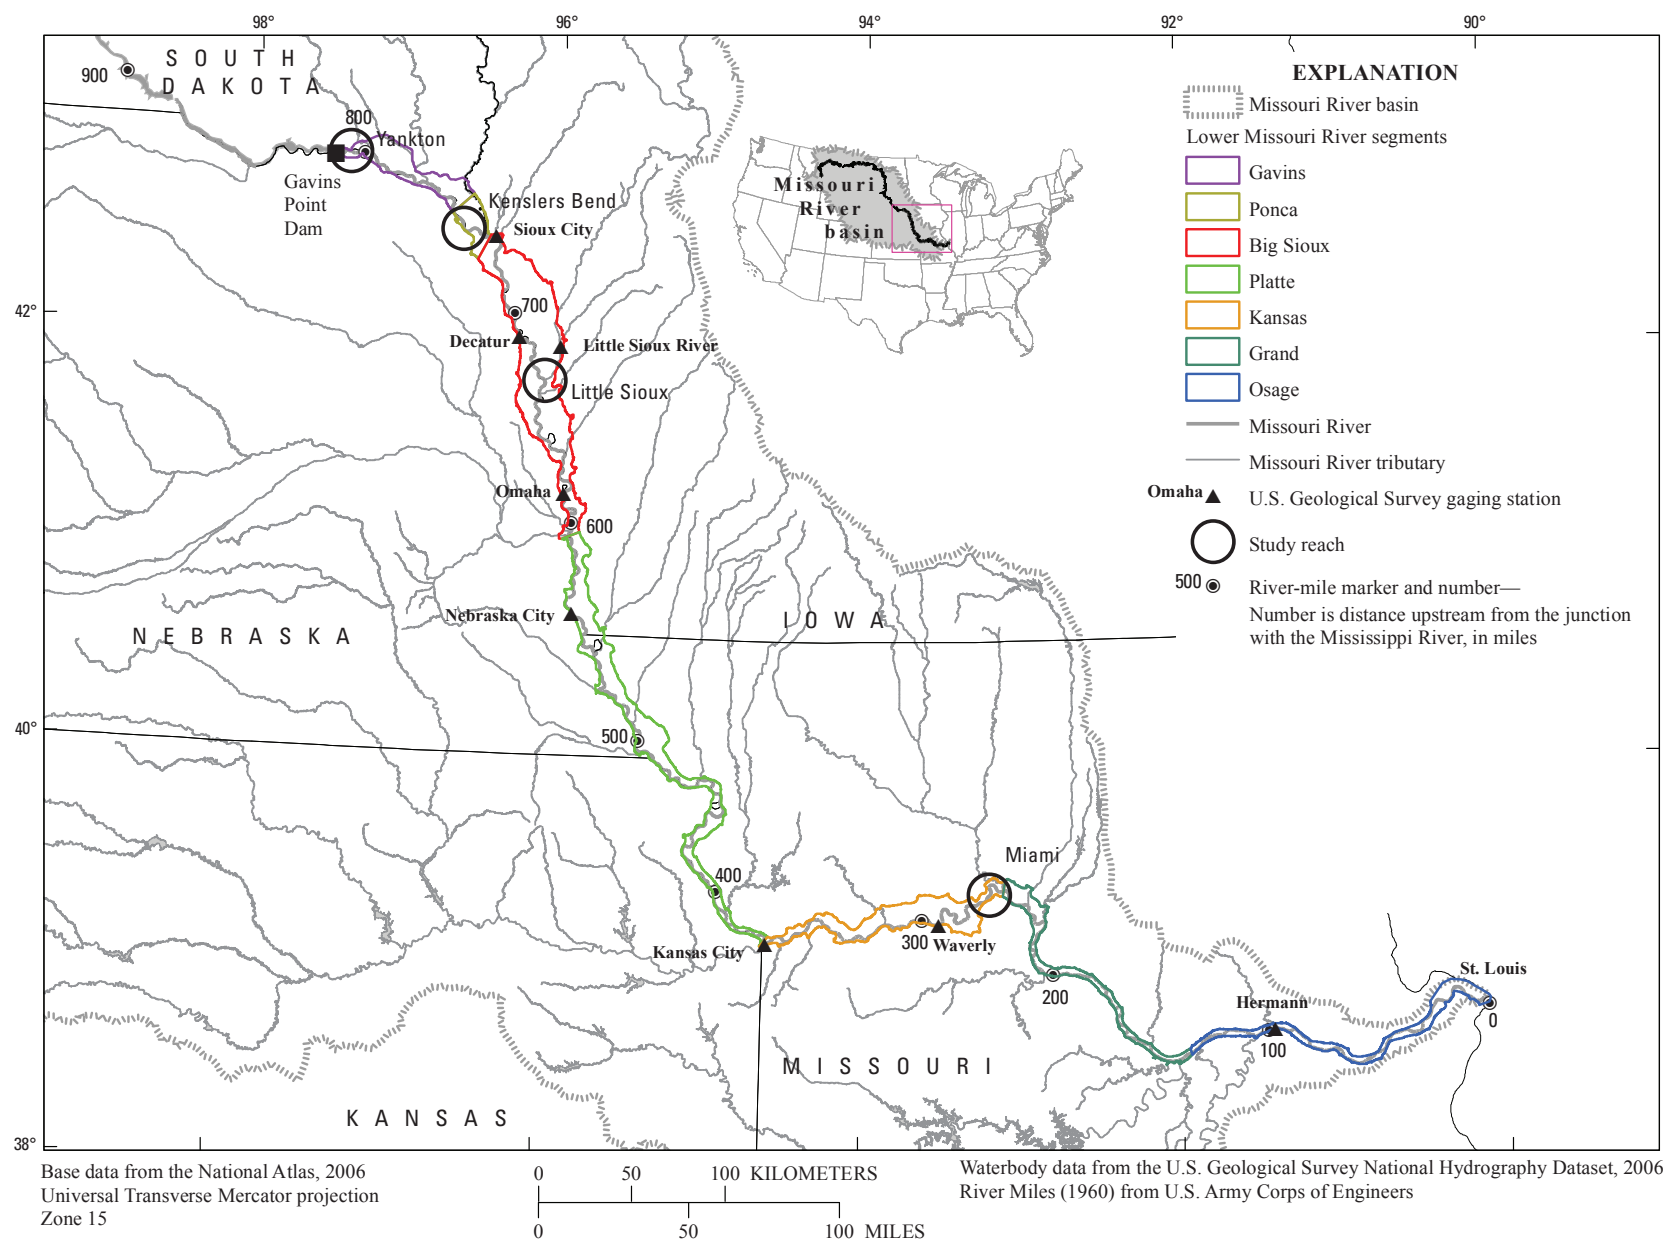 98°
96°
94°
92°
90°
SOUTH
DAKOTA
900
800
Yankton
Gavins
Point
Dam
Kenslers Bend
Sioux City
700
42°
Decatur
Little Sioux River
Little Sioux
Omaha
600
Nebraska City
NEBRASKA
IOWA
40°
500
400
Miami
Kansas City
300
Waverly
200
St. Louis
Hermann
0
100
MISSOURI
KANSAS
38°
Missouri
River
basin
EXPLANATION
Missouri River basin
Lower Missouri River segments
Gavins
Ponca
Big Sioux
Platte
Kansas
Grand
Osage
Missouri River
Missouri River tributary
Omaha U.S. Geological Survey gaging station
Study reach
500 River-mile marker and number—
Number is distance upstream from the junction
with the Mississippi River, in miles
Base data from the National Atlas, 2006
Universal Transverse Mercator projection
Zone 15
0 50 100 KILOMETERS
0 50 100 MILES
Waterbody data from the U.S. Geological Survey National Hydrography Dataset, 2006
River Miles (1960) from U.S. Army Corps of Engineers